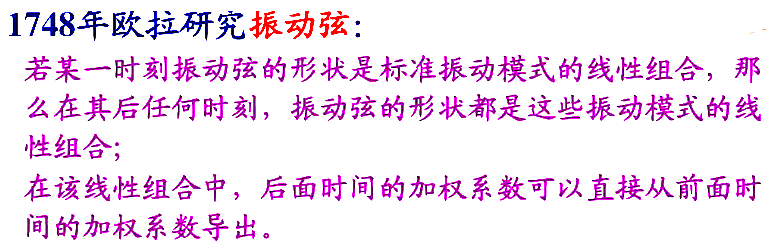 1748年欧拉研究振动弦：
若某一时刻振动弦的形状是标准振动模式的线性组合，那
么在其后任何时刻，振动弦的形状都是这些振动模式的线
性组合；
在该线性组合中，后面时间的加权系数可以直接从前面时
间的加权系数导出。